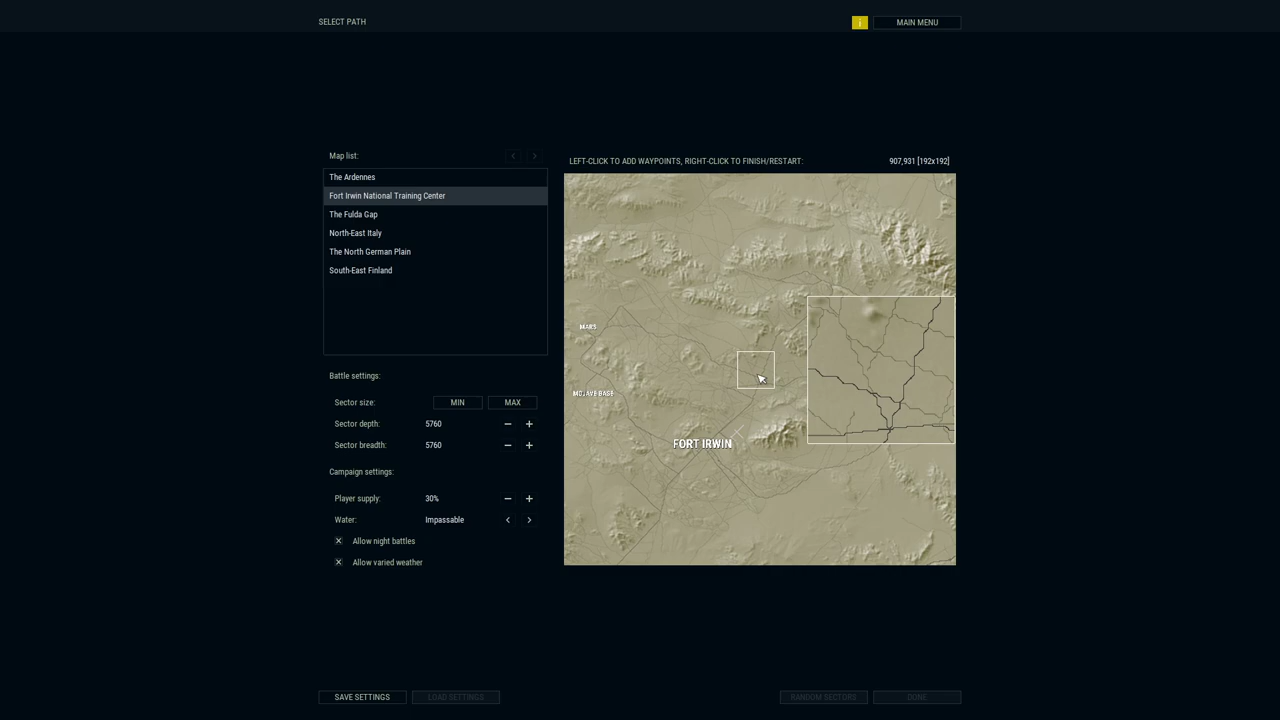 SELECT PATH
i
MAIN MENU
Map list:
LEFT-CLICK TO ADD WAYPOINTS, RIGHT-CLICK TO FINISH/RESTART:
907,931 [192x192]
The Ardennes
Fort Irwin National Training Center
The Fulda Gap
North-East Italy
The North German Plain
South-East Finland
MARS
MOJAVE BASE
FORT IRWIN
Battle settings:
Sector size:
MIN
MAX
Sector depth:
5760
Sector breadth:
5760
Campaign settings:
Player supply:
30%
Water:
Impassable
Allow night battles
Allow varied weather
SAVE SETTINGS
LOAD SETTINGS
RANDOM SECTORS
DONE